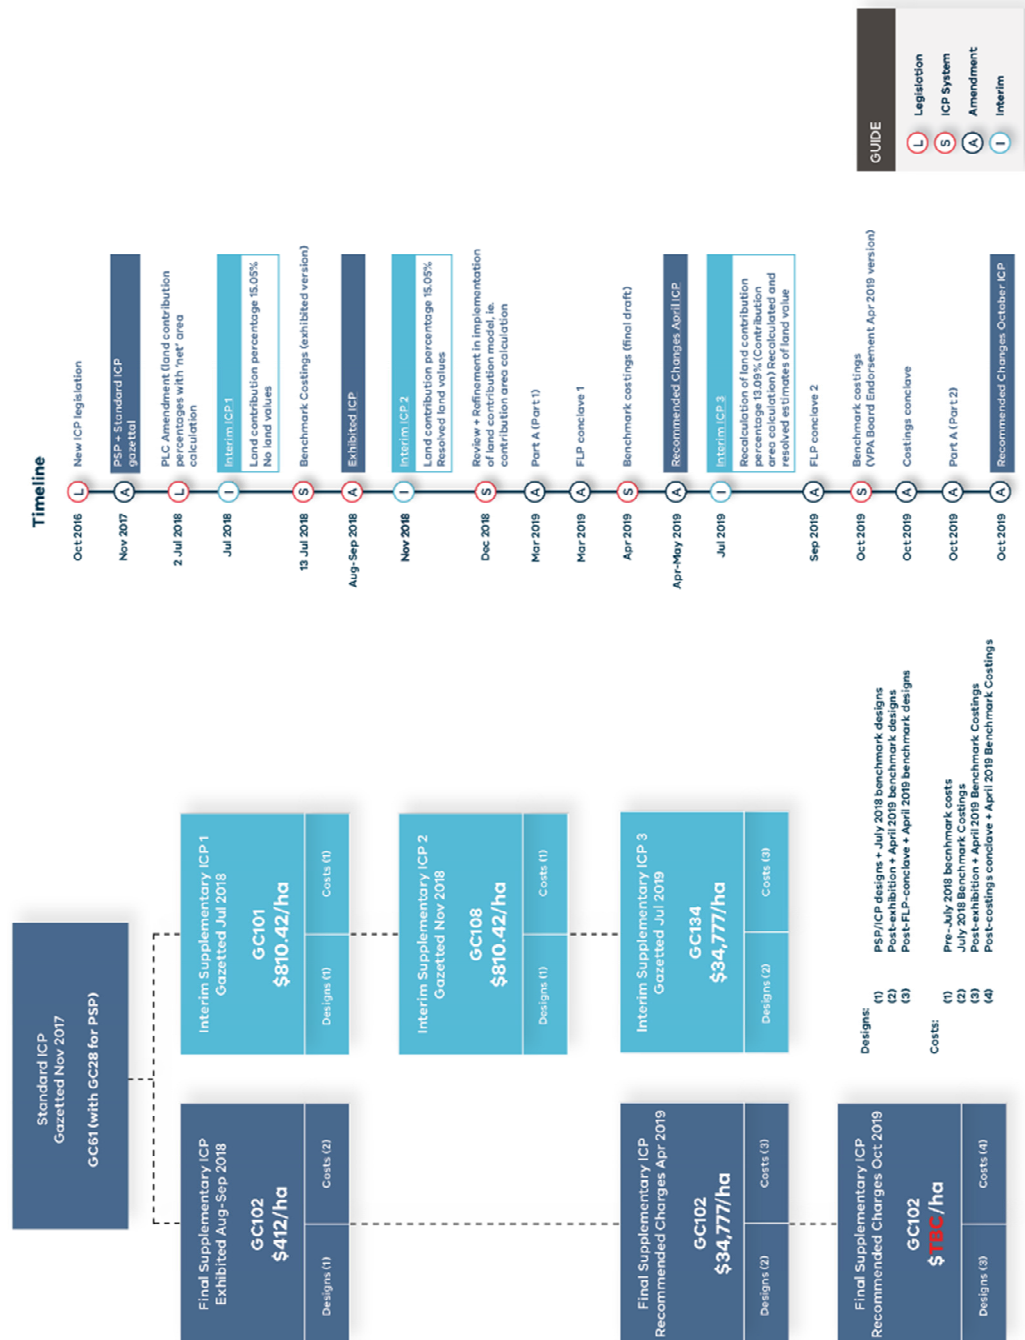 Standard ICP
Gazetted Nov 2017
GC61 (with GC28 for PSP)
Final Supplementary ICP
Exhibited Aug-Sep 2018
GC102
$412/ha
Designs (1)
Costs (2)
Interim Supplementary ICP 1
Gazetted Jul 2018
GC101
$810.42/ha
Designs (1)
Costs (1)
Interim Supplementary ICP 2
Gazetted Nov 2018
GC108
$810.42/ha
Designs (1)
Costs (1)
Final Supplementary ICP
Recommended Charges Apr 2019
GC102
$34,777/ha
Designs (2)
Costs (3)
Interim Supplementary ICP 3
Gazetted Jul 2019
GC134
$34,777/ha
Designs (2)
Costs (3)
Final Supplementary ICP
Recommended Charges Oct 2019
GC102
$TBC/ha
Designs (3)
Costs (4)
Designs:
(1) PSP/ICP designs + July 2018 benchmark designs
(2) Post-exhibition + April 2019 benchmark designs
(3) Post-FLP-conclave + April 2019 benchmark designs
Costs:
(1) Pre-July 2018 becnhmark costs
(2) July 2018 Benchmark Costings
(3) Post-exhibition + April 2019 Benchmark Costings
(4) Post-costings conclave + April 2019 Benchmark Costings
Timeline
Oct 2016 L New ICP legislation
Nov 2017 A PSP + Standard ICP
gazettal
2 Jul 2018 L PLC Amendment (land contribution
percentages with 'net' area
calculation
Jul 2018 I Interim ICP 1
Land contribution percentage 15.05%
No land values
13 Jul 2018 S Benchmark Costings (exhibited version)
Aug-Sep 2018 A Exhibited ICP
Nov 2018 I Interim ICP 2
Land contribution percentage 15.05%
Resolved land values
Dec 2018 S Review + Refinement in implementation
of land contribution model, ie.
contribution area calculation
Mar 2019 A Part A (Part 1)
Mar 2019 A FLP conclave 1
Apr 2019 S Benchmark costings (final draft)
Apr-May 2019 A Recommended Changes April ICP
Jul 2019 I Interim ICP 3
Recalculation of land contribution
percentage 13.09% (Contribution
area calculation) Recalculated and
resolved estimates of land value
Sep 2019 A FLP conclave 2
Oct 2019 S Benchmark costings
(VPA Board Endorsement Apr 2019 version)
Oct 2019 A Costings conclave
Oct 2019 A Part A (Part 2)
Oct 2019 A Recommended Changes October ICP
GUIDE
L Legislation
S ICP System
A Amendment
I Interim